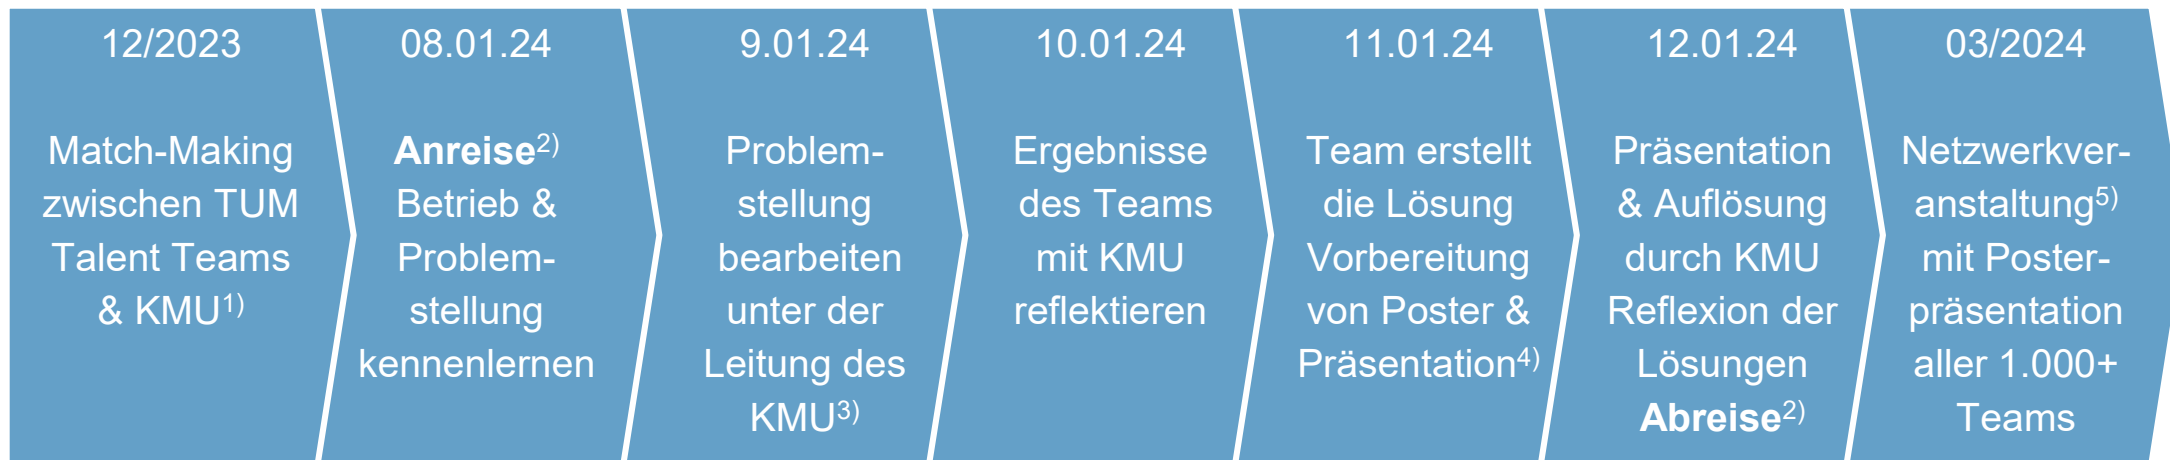 12/2023
Match-Making
zwischen TUM
Talent Teams
& KMU1)
08.01.24
Anreise2)
Betrieb &
Problem-
stellung
kennenlernen
9.01.24
Problem-
stellung
bearbeiten
unter der
Leitung des
KMU3)
10.01.24
Ergebnisse
des Teams
mit KMU
reflektieren
11.01.24
Team erstellt
die Lösung
Vorbereitung
von Poster &
Präsentation4)
12.01.24
Präsentation
& Auflösung
durch KMU
Reflexion der
Lösungen
Abreise2)
03/2024
Netzwerkver-
anstaltung5)
mit Poster-
präsentation
aller 1.000+
Teams